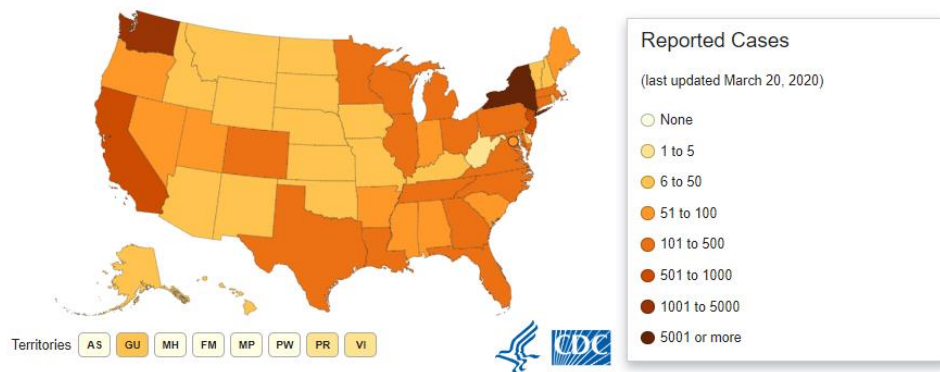 Reported Cases
(last updated March 20, 2020)
None
1 to 5
6 to 50
51 to 100
101 to 500
501 to 1000
1001 to 5000
5001 or more
Territories AS GU MH FM MP PW PR VI
CDC